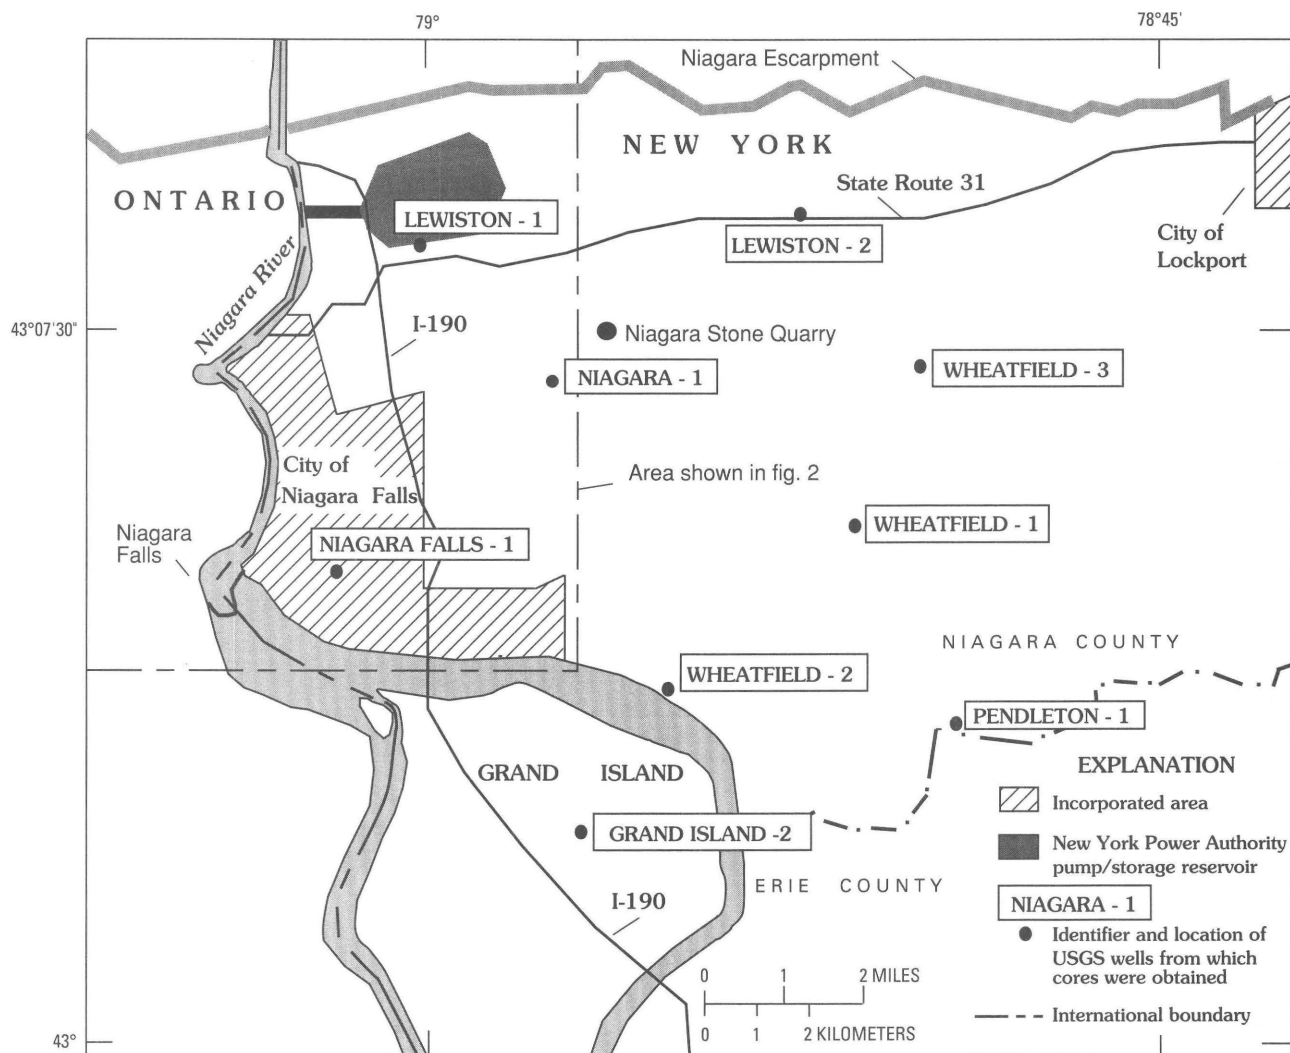 79°
78°45'
Niagara Escarpment
NEW YORK
ONTARIO
State Route 31
LEWISTON - 1
LEWISTON - 2
City of
Lockport
Niagara River
43°07'30"
I-190
Niagara Stone Quarry
NIAGARA - 1
WHEATFIELD - 3
City of
Niagara Falls
Area shown in fig. 2
Niagara
Falls
NIAGARA FALLS - 1
WHEATFIELD - 1
NIAGARA COUNTY
WHEATFIELD - 2
PENDLETON - 1
GRAND ISLAND
GRAND ISLAND -2
ERIE COUNTY
I-190
EXPLANATION
Incorporated area
New York Power Authority
pump/storage reservoir
NIAGARA - 1
Identifier and location of
USGS wells from which
cores were obtained
International boundary
0 1 2 MILES
0 1 2 KILOMETERS
43°